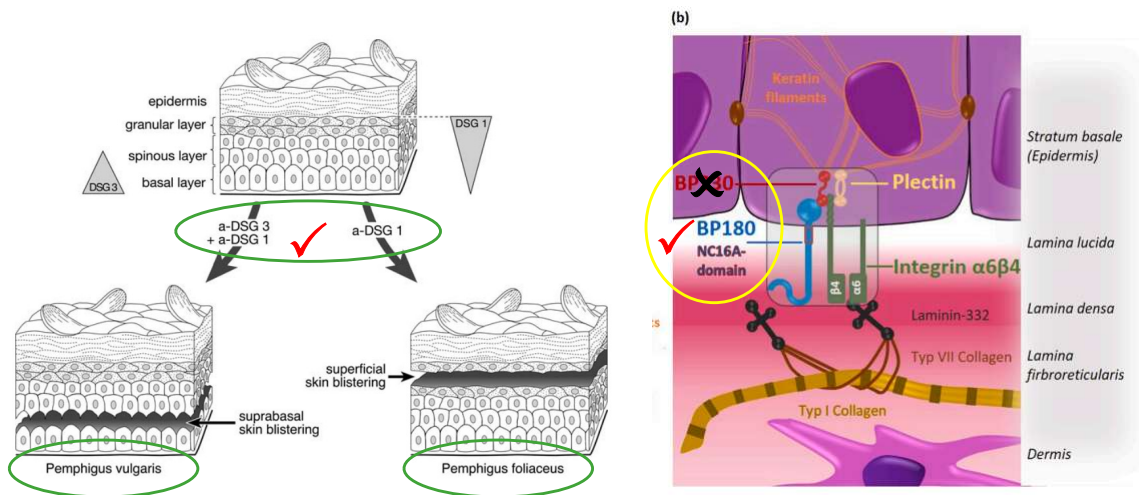 epidermis
granular layer
spinous layer
basal layer
DSG 3
DSG 1
a-DSG 3
+ a-DSG 1
a-DSG 1
suprabasal
skin blistering
superficial
skin blistering
Pemphigus vulgaris
Pemphigus foliaceus
(b)
Keratin
filaments
Plectin
BP180
NC16A-
domain
Integrin α6β4
β4
α6
Laminin-332
Typ VII Collagen
Typ I Collagen
Stratum basale
(Epidermis)
Lamina lucida
Lamina densa
Lamina
firbroreticularis
Dermis